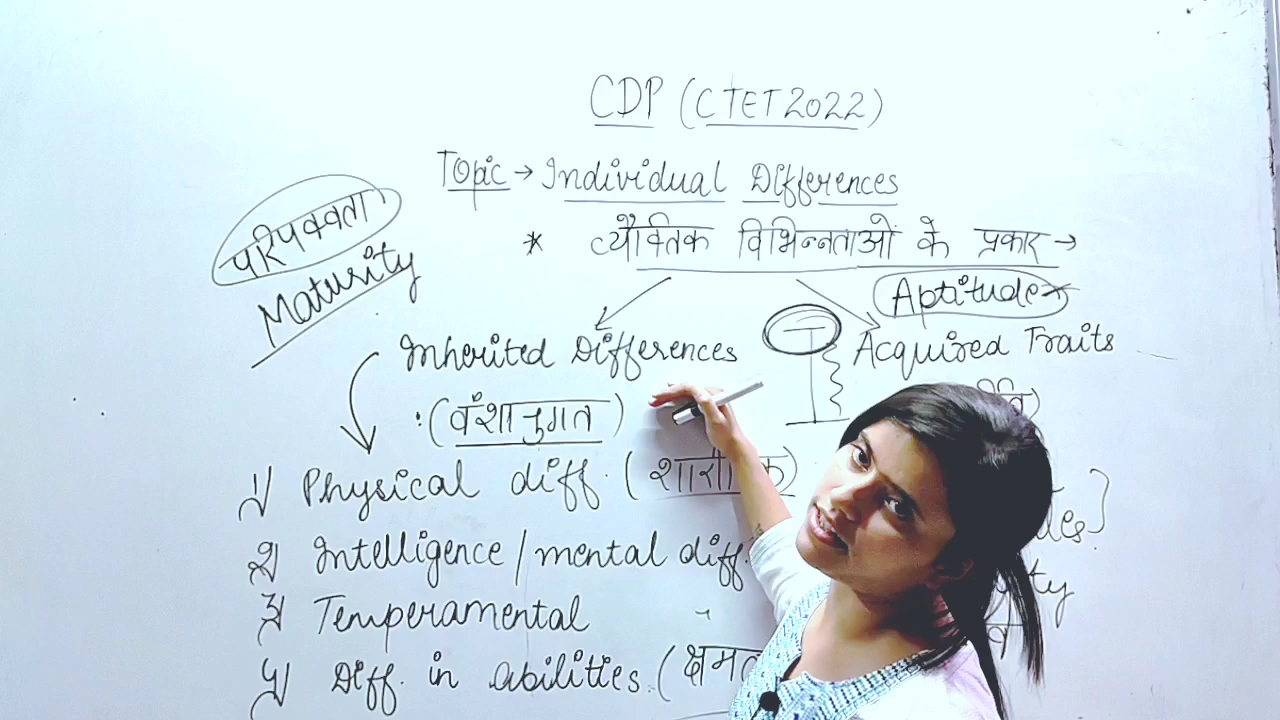 CDP (CTET 2022)
Topic → Individual Differences
* व्यैक्तिक विभिन्नताओं के प्रकार →
परिपक्वता
Maturity
Aptitude
Inherited Differences
Acquired Traits
(वंशानुगत)
1) Physical diff. (
2) Intelligence/mental diff.
3) Temperamental "
4) Diff. in abilities. (